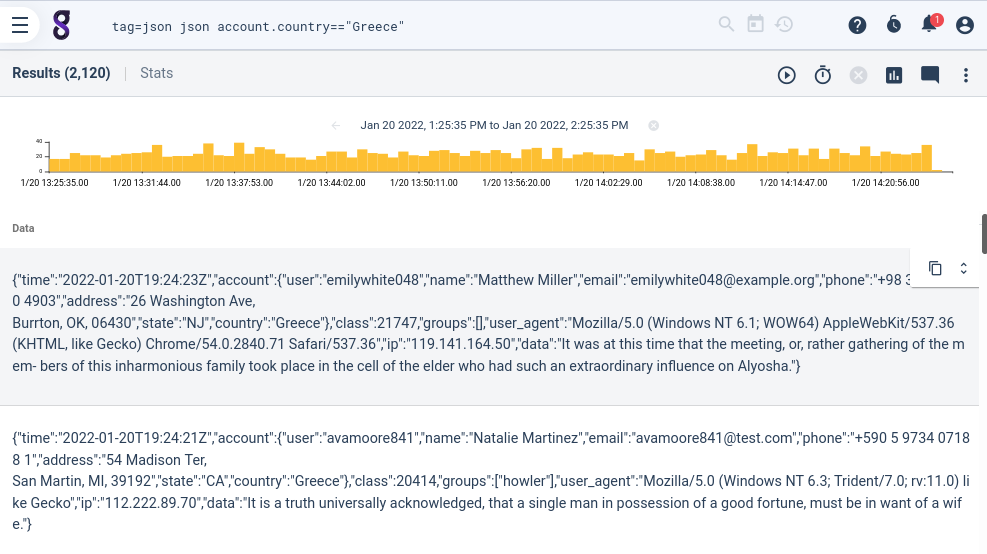 tag=json json account.country=="Greece"
1
Results (2,120)
Stats
Jan 20 2022, 1:25:35 PM to Jan 20 2022, 2:25:35 PM
40
20
0
1/20 13:25:35.00 1/20 13:31:44.00 1/20 13:37:53.00 1/20 13:44:02.00 1/20 13:50:11.00 1/20 13:56:20.00 1/20 14:02:29.00 1/20 14:08:38.00 1/20 14:14:47.00 1/20 14:20:56.00
Data
{"time":"2022-01-20T19:24:23Z","account":{"user":"emilywhite048","name":"Matthew Miller","email":"emilywhite048@example.org","phone":"+98 3
0 4903","address":"26 Washington Ave,
Burrton, OK, 06430","state":"NJ","country":"Greece"},"class":21747,"groups":[],"user_agent":"Mozilla/5.0 (Windows NT 6.1; WOW64) AppleWebKit/537.36
(KHTML, like Gecko) Chrome/54.0.2840.71 Safari/537.36","ip":"119.141.164.50","data":"It was at this time that the meeting, or, rather gathering of the m
em- bers of this inharmonious family took place in the cell of the elder who had such an extraordinary influence on Alyosha."}
{"time":"2022-01-20T19:24:21Z","account":{"user":"avamoore841","name":"Natalie Martinez","email":"avamoore841@test.com","phone":"+590 5 9734 0718
8 1","address":"54 Madison Ter,
San Martin, MI, 39192","state":"CA","country":"Greece"},"class":20414,"groups":["howler"],"user_agent":"Mozilla/5.0 (Windows NT 6.3; Trident/7.0; rv:11.0) li
ke Gecko","ip":"112.222.89.70","data":"It is a truth universally acknowledged, that a single man in possession of a good fortune, must be in want of a wif
e."}